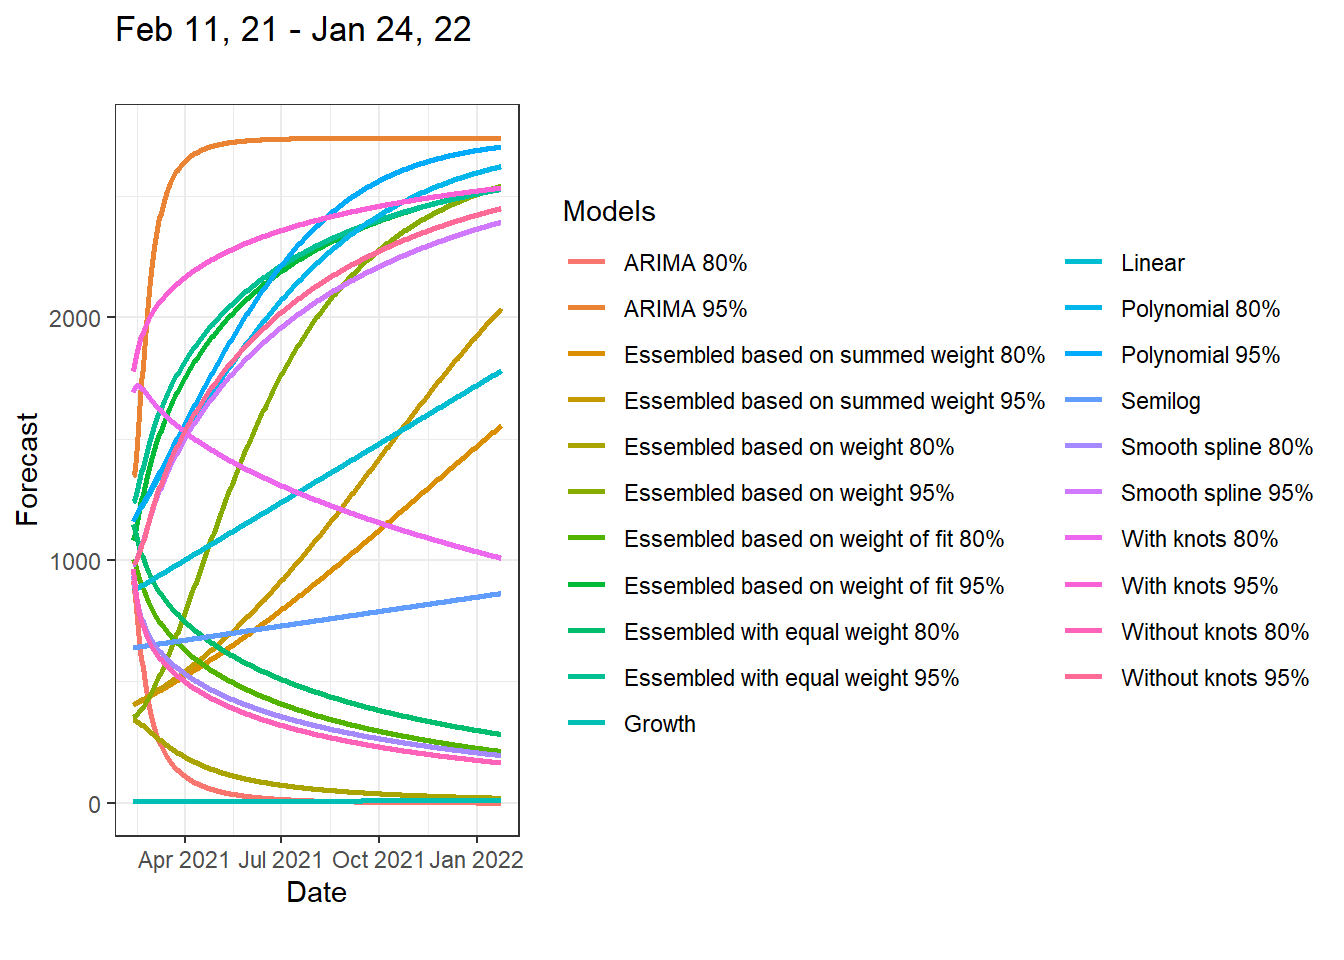 Feb 11, 21 - Jan 24, 22
Forecast
2000
1000
0
Apr 2021 Jul 2021 Oct 2021 Jan 2022
Date
Models
ARIMA 80%
ARIMA 95%
Essembled based on summed weight 80%
Essembled based on summed weight 95%
Essembled based on weight 80%
Essembled based on weight 95%
Essembled based on weight of fit 80%
Essembled based on weight of fit 95%
Essembled with equal weight 80%
Essembled with equal weight 95%
Growth
Linear
Polynomial 80%
Polynomial 95%
Semilog
Smooth spline 80%
Smooth spline 95%
With knots 80%
With knots 95%
Without knots 80%
Without knots 95%